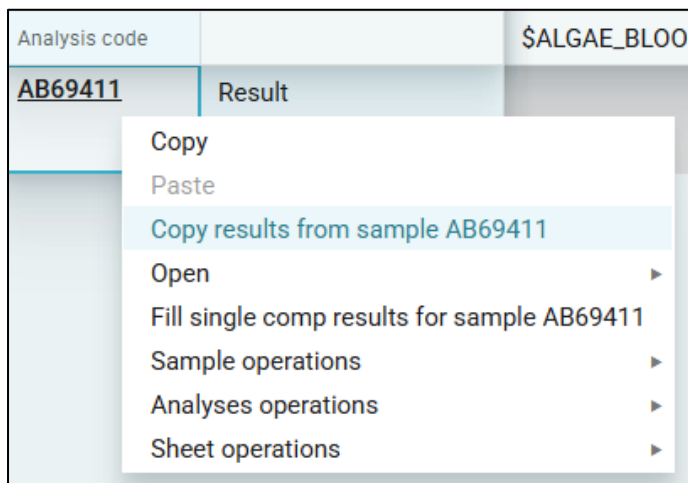 Analysis code
$ALGAE_BLOO
AB69411
Result
Copy
Paste
Copy results from sample AB69411
Open
Fill single comp results for sample AB69411
Sample operations
Analyses operations
Sheet operations